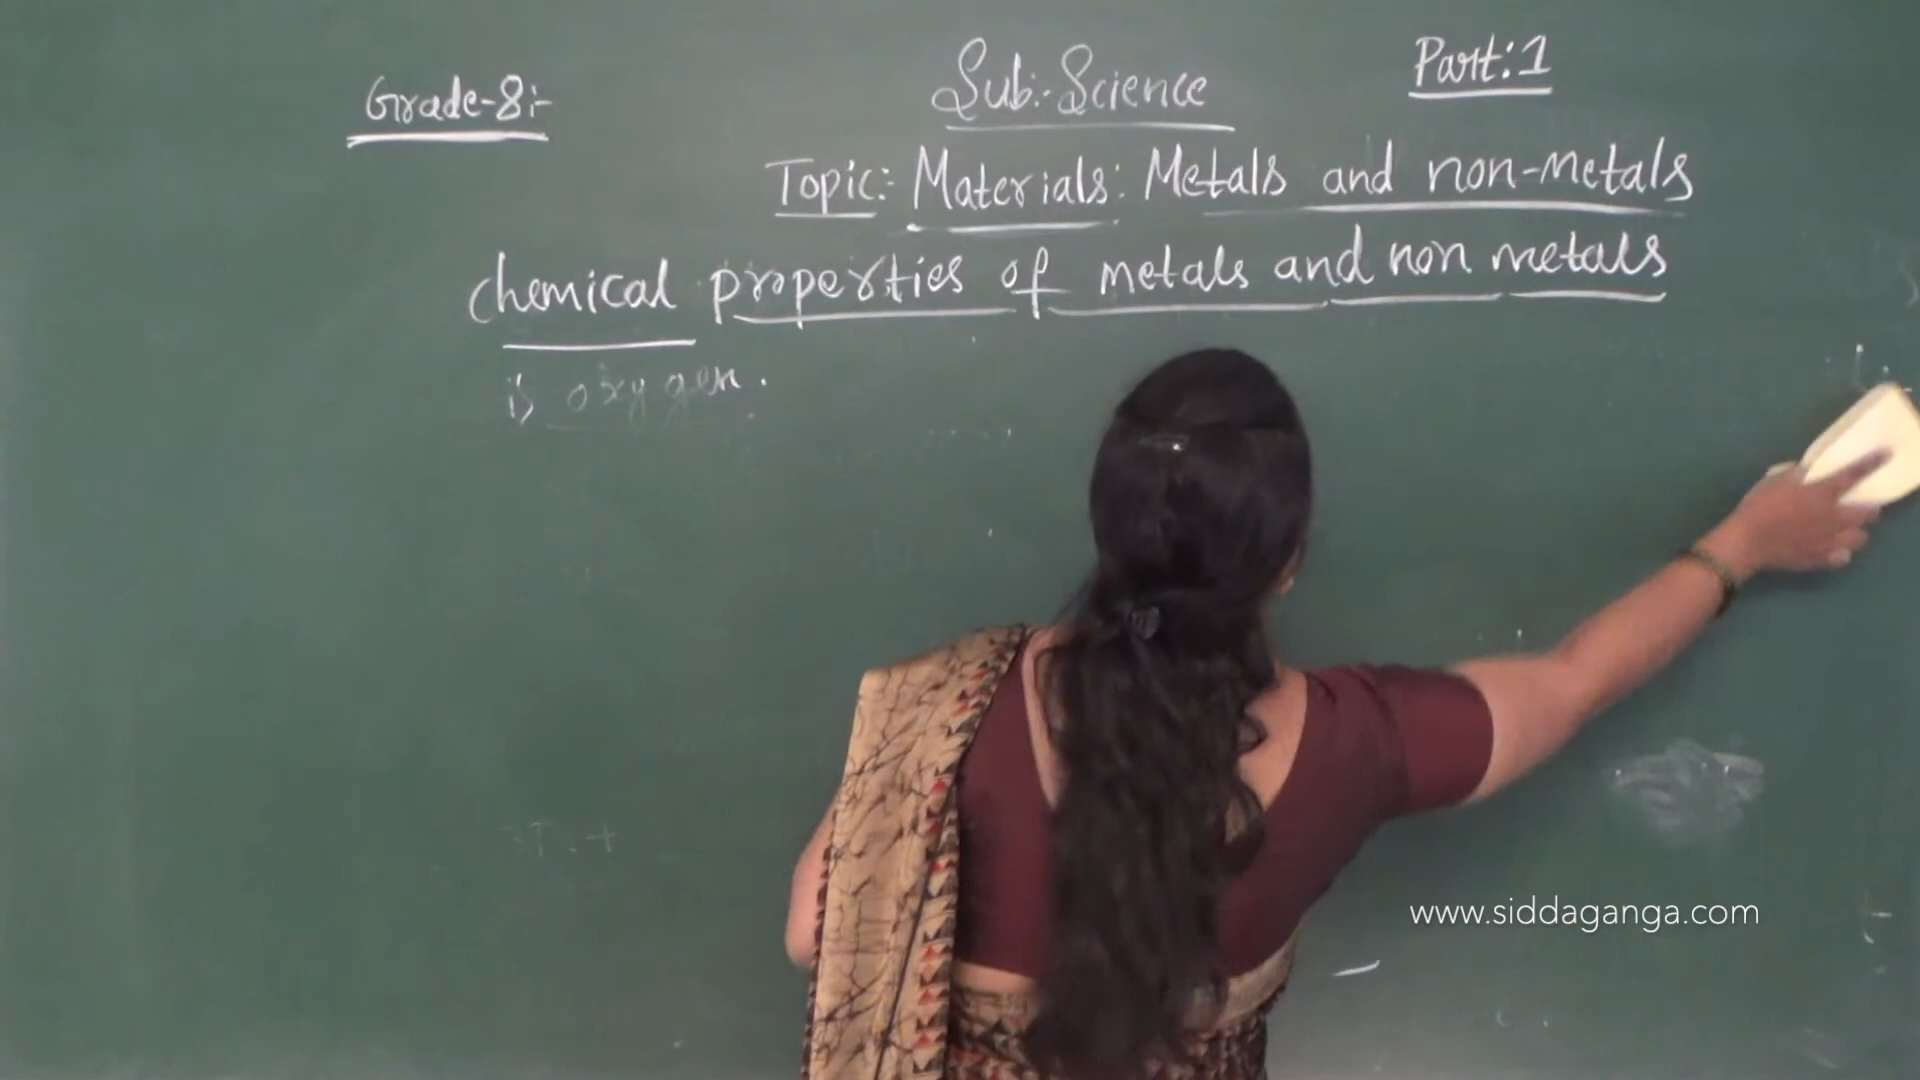 Grade-8:-
Sub:-Science
Part:1
Topic:- Materials: Metals and non-metals
chemical properties of metals and non metals
is oxygen.
www.siddaganga.com